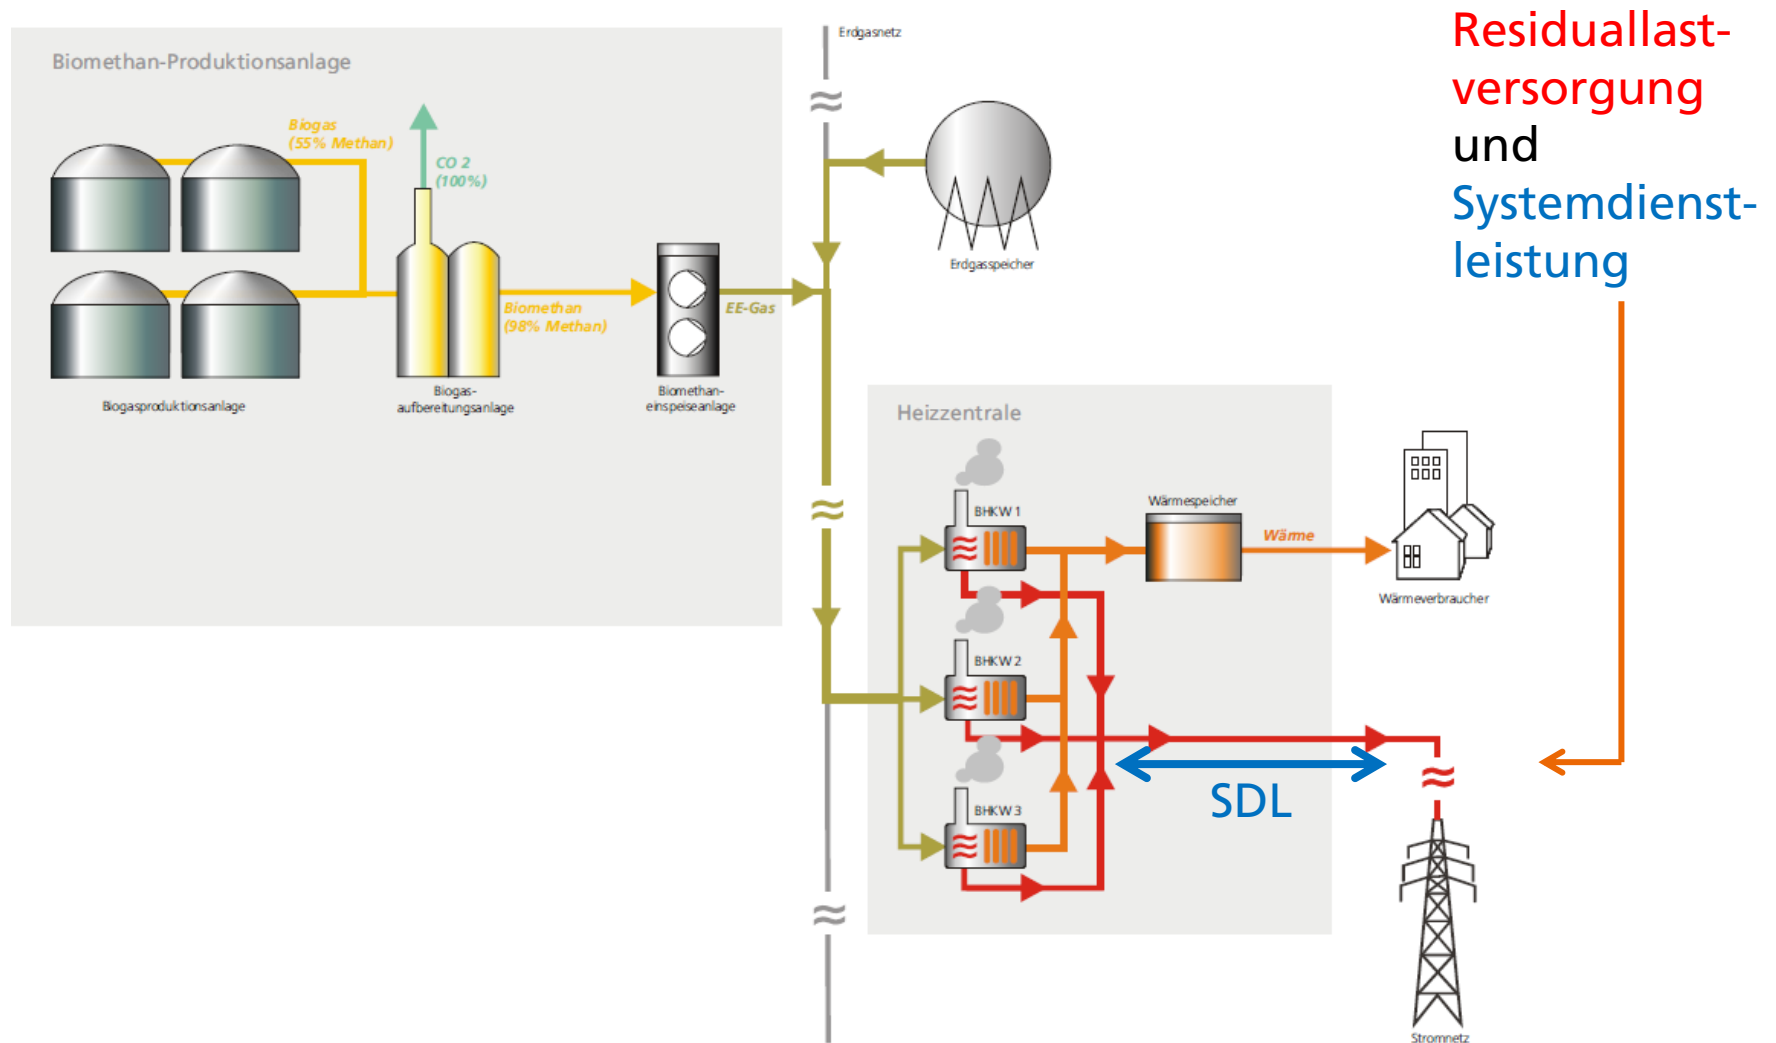 Biomethan-Produktionsanlage
Biogas
(55% Methan)
CO 2
(100%)
Biomethan
(98% Methan)
EE-Gas
Biogasproduktionsanlage
Biogas-
aufbereitungsanlage
Biomethan-
einspeiseanlage
Erdgasnetz
Erdgasspeicher
Residuallast-
versorgung
und
Systemdienst-
leistung
Heizzentrale
BHKW 1
Wärmespeicher
Wärme
Wärmeverbraucher
BHKW 2
SDL
BHKW 3
Stromnetz